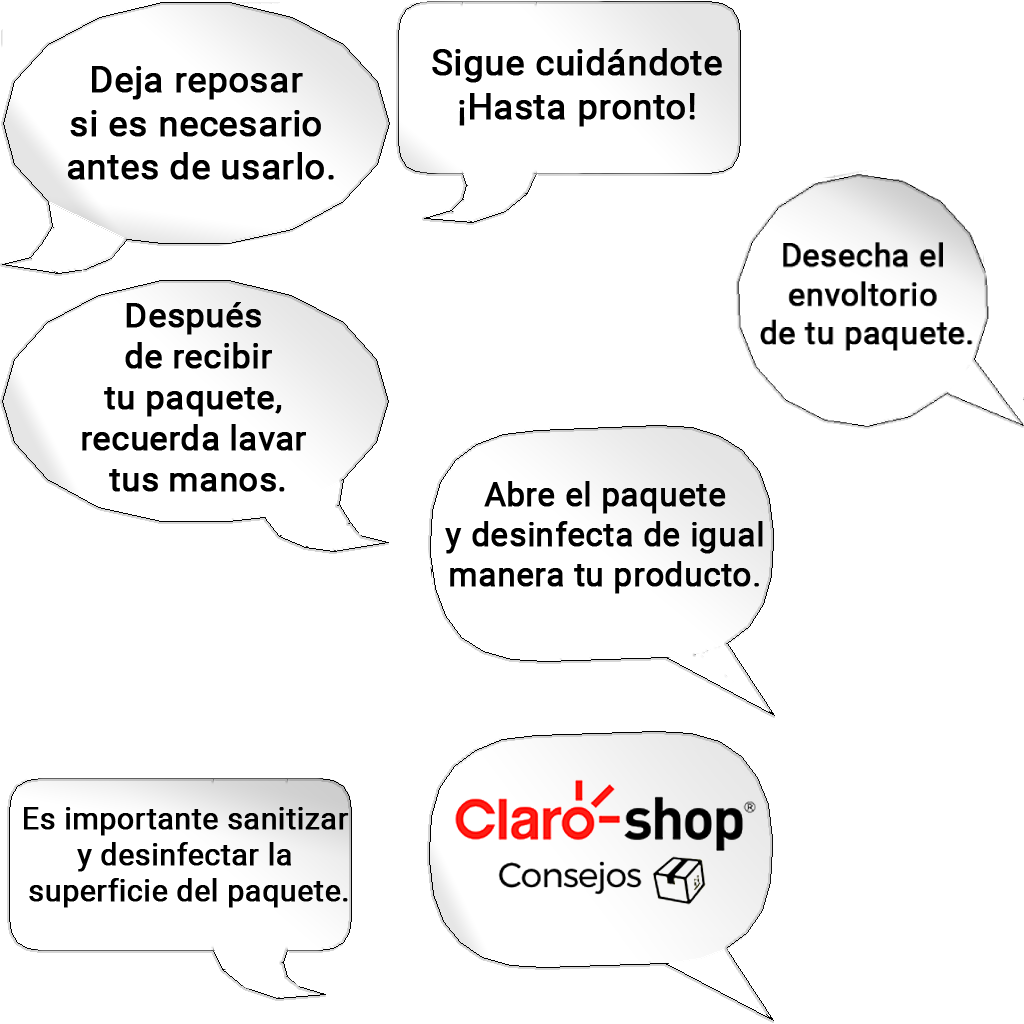 Deja reposar
si es necesario
antes de usarlo.
Sigue cuidándote
¡Hasta pronto!
Desecha el
envoltorio
de tu paquete.
Después
de recibir
tu paquete,
recuerda lavar
tus manos.
Abre el paquete
y desinfecta de igual
manera tu producto.
Es importante sanitizar
y desinfectar la
superficie del paquete.
Claro-shop®
Consejos